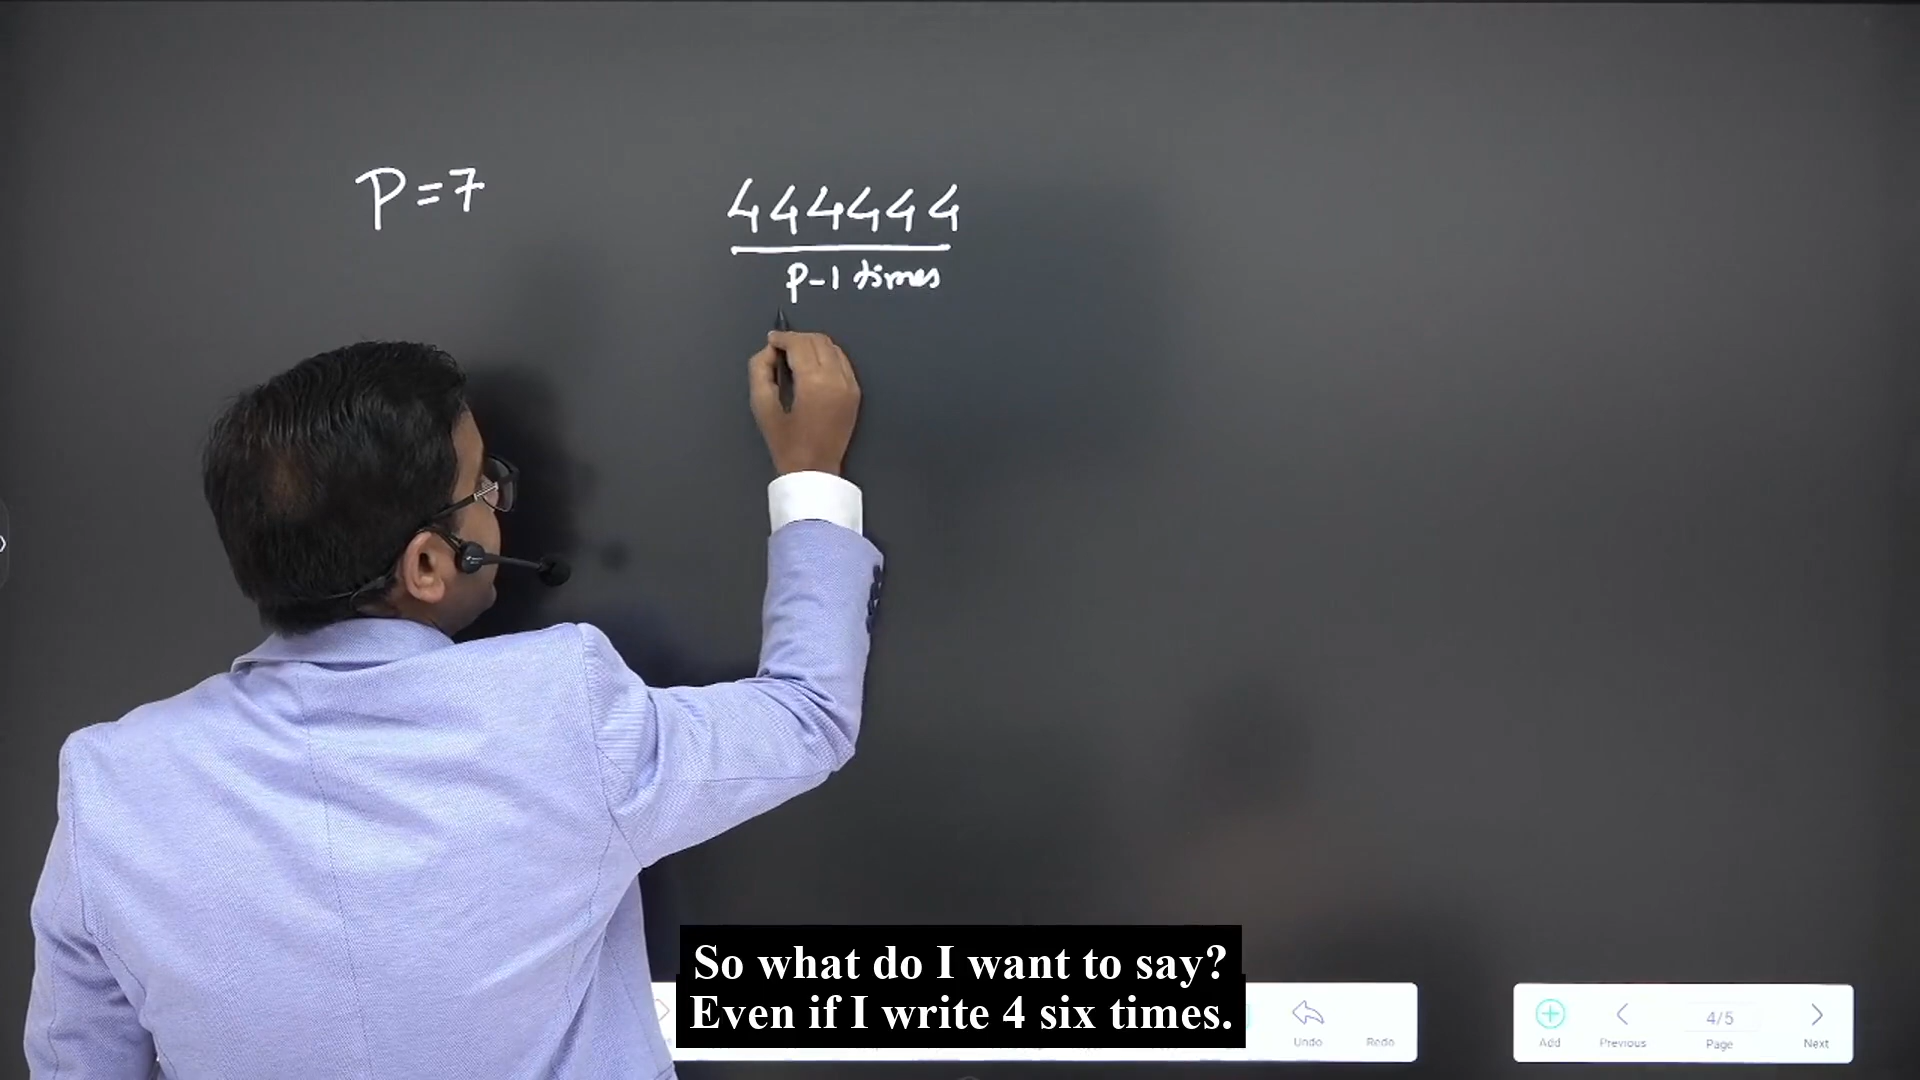 P=7
444444
p-1 times
So what do I want to say?
Even if I write 4 six times.
Undo
Redo
Add
Previous
4/5
Page
Next